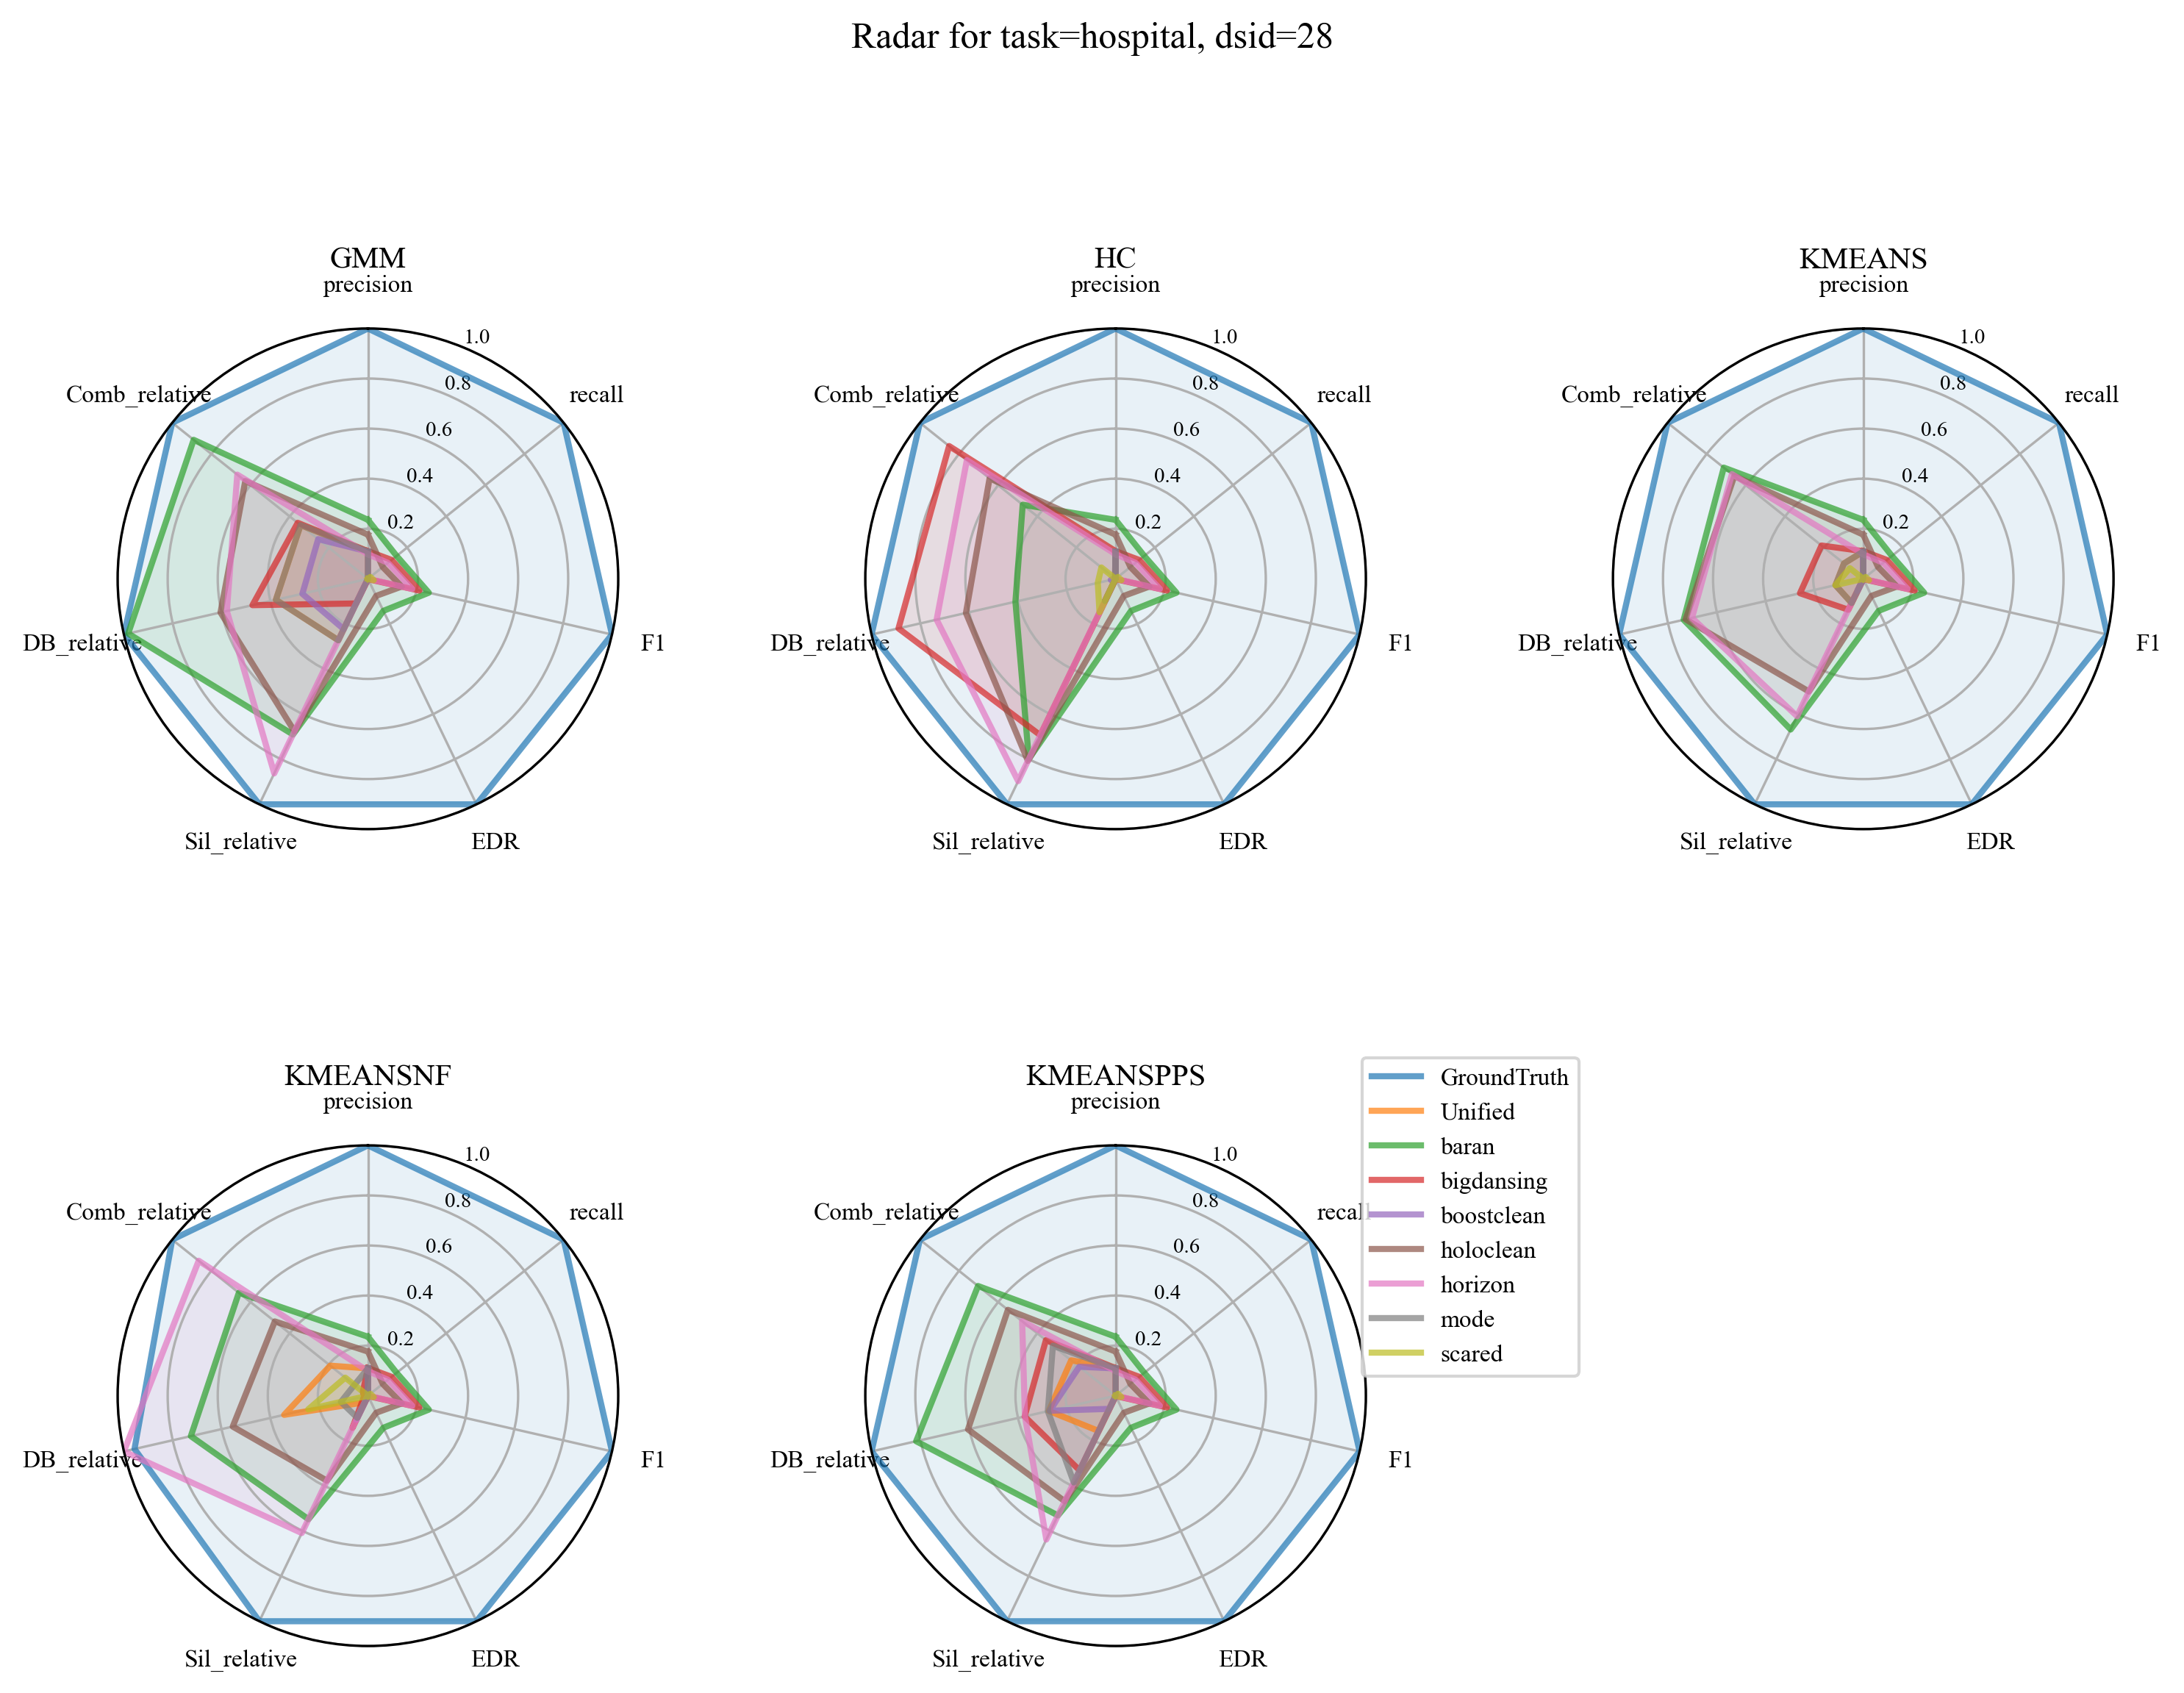 Radar for task=hospital, dsid=28
GMM
precision
recall
F1
EDR
Sil_relative
DB_relative
Comb_relative
0.2
0.4
0.6
0.8
1.0
HC
precision
recall
F1
EDR
Sil_relative
DB_relative
Comb_relative
0.2
0.4
0.6
0.8
1.0
KMEANS
precision
recall
F1
EDR
Sil_relative
DB_relative
Comb_relative
0.2
0.4
0.6
0.8
1.0
KMEANSNF
precision
recall
F1
EDR
Sil_relative
DB_relative
Comb_relative
0.2
0.4
0.6
0.8
1.0
KMEANSPPS
precision
recall
F1
EDR
Sil_relative
DB_relative
Comb_relative
0.2
0.4
0.6
0.8
1.0
GroundTruth
Unified
baran
bigdansing
boostclean
holoclean
horizon
mode
scared